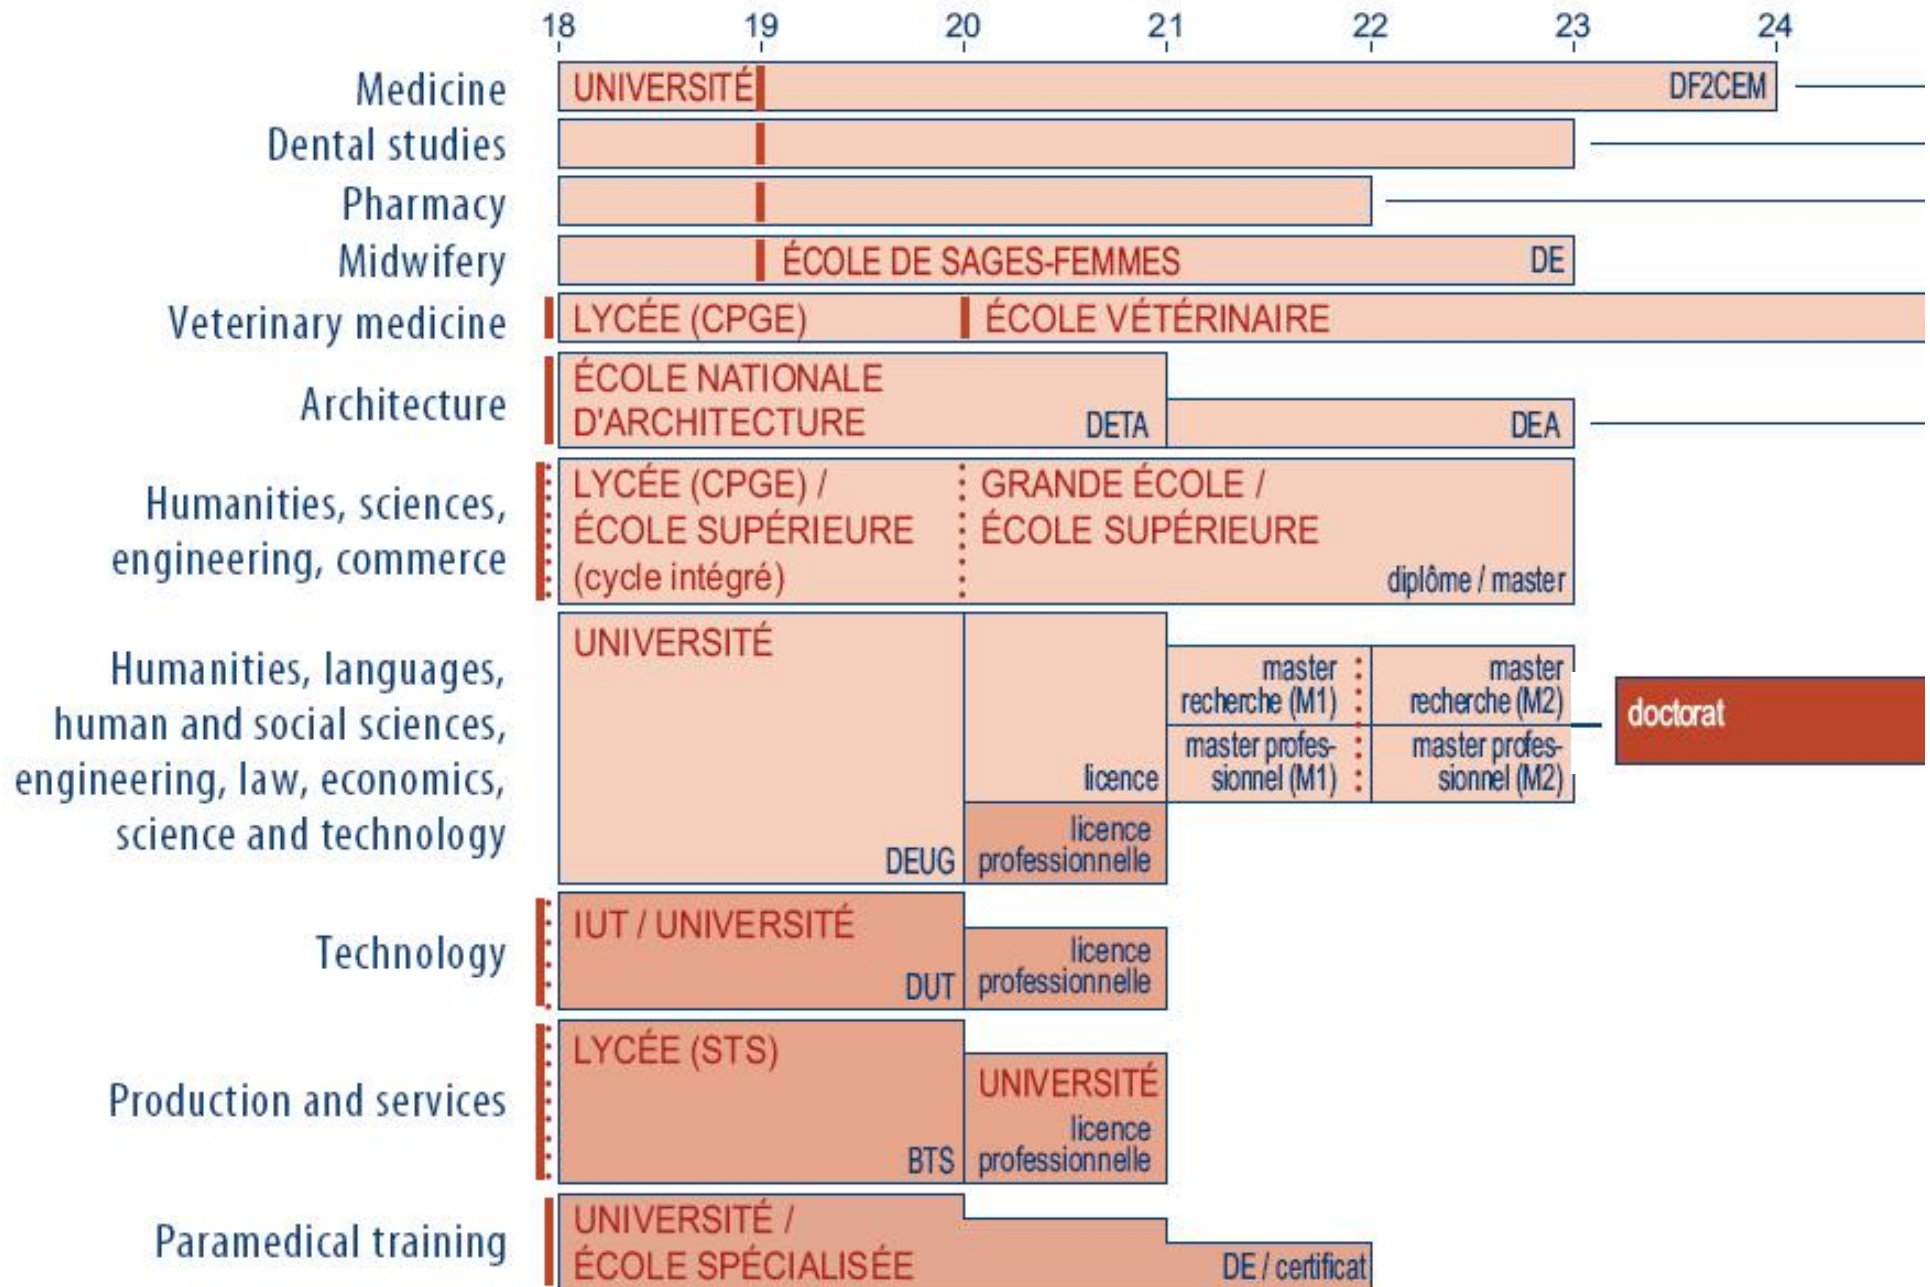 18 19 20 21 22 23 24
Medicine
UNIVERSITÉ
DF2CEM
Dental studies
Pharmacy
Midwifery
ÉCOLE DE SAGES-FEMMES
DE
Veterinary medicine
LYCÉE (CPGE)
ÉCOLE VÉTÉRINAIRE
Architecture
ÉCOLE NATIONALE
D'ARCHITECTURE
DETA
DEA
Humanities, sciences,
engineering, commerce
LYCÉE (CPGE) /
ÉCOLE SUPÉRIEURE
(cycle intégré)
GRANDE ÉCOLE /
ÉCOLE SUPÉRIEURE
diplôme / master
Humanities, languages,
human and social sciences,
engineering, law, economics,
science and technology
UNIVERSITÉ
DEUG
licence
licence
professionnelle
master
recherche (M1)
master profes-
sionnel (M1)
master
recherche (M2)
master profes-
sionnel (M2)
doctorat
Technology
IUT / UNIVERSITÉ
DUT
licence
professionnelle
Production and services
LYCÉE (STS)
BTS
UNIVERSITÉ
licence
professionnelle
Paramedical training
UNIVERSITÉ /
ÉCOLE SPÉCIALISÉE
DE / certificat